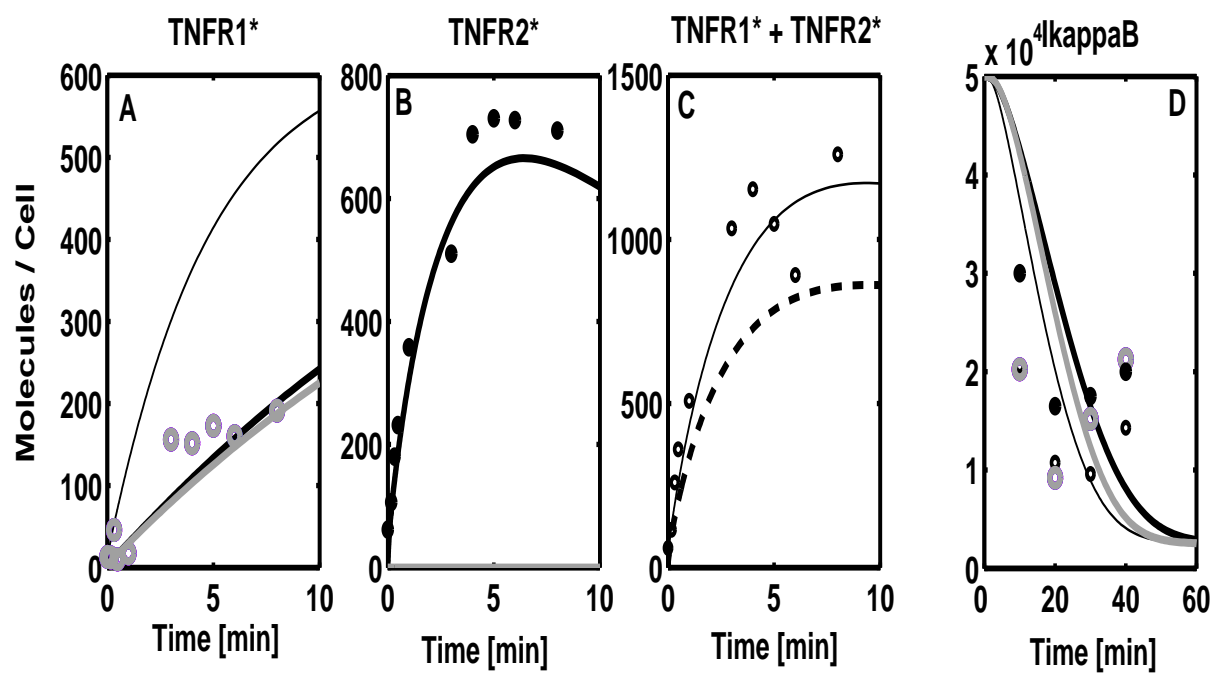 TNFR1*
TNFR2*
TNFR1* + TNFR2*
x 10⁴IkappaB
Molecules / Cell
A
600
500
400
300
200
100
0
0 5 10
Time [min]
B
800
600
400
200
0
0 5 10
Time [min]
C
1500
1000
500
0
0 5 10
Time [min]
D
5
4
3
2
1
0
0 20 40 60
Time [min]